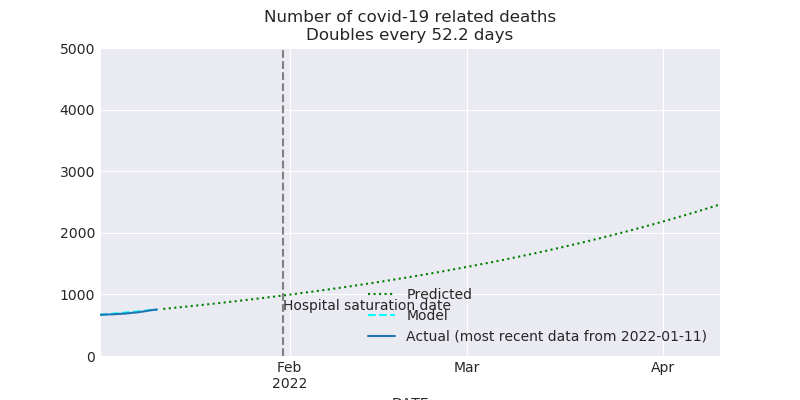 Number of covid-19 related deaths
Doubles every 52.2 days
5000
4000
3000
2000
1000
0
Hospital saturation date
Predicted
Model
Actual (most recent data from 2022-01-11)
Feb
2022
Mar
Apr
DATE